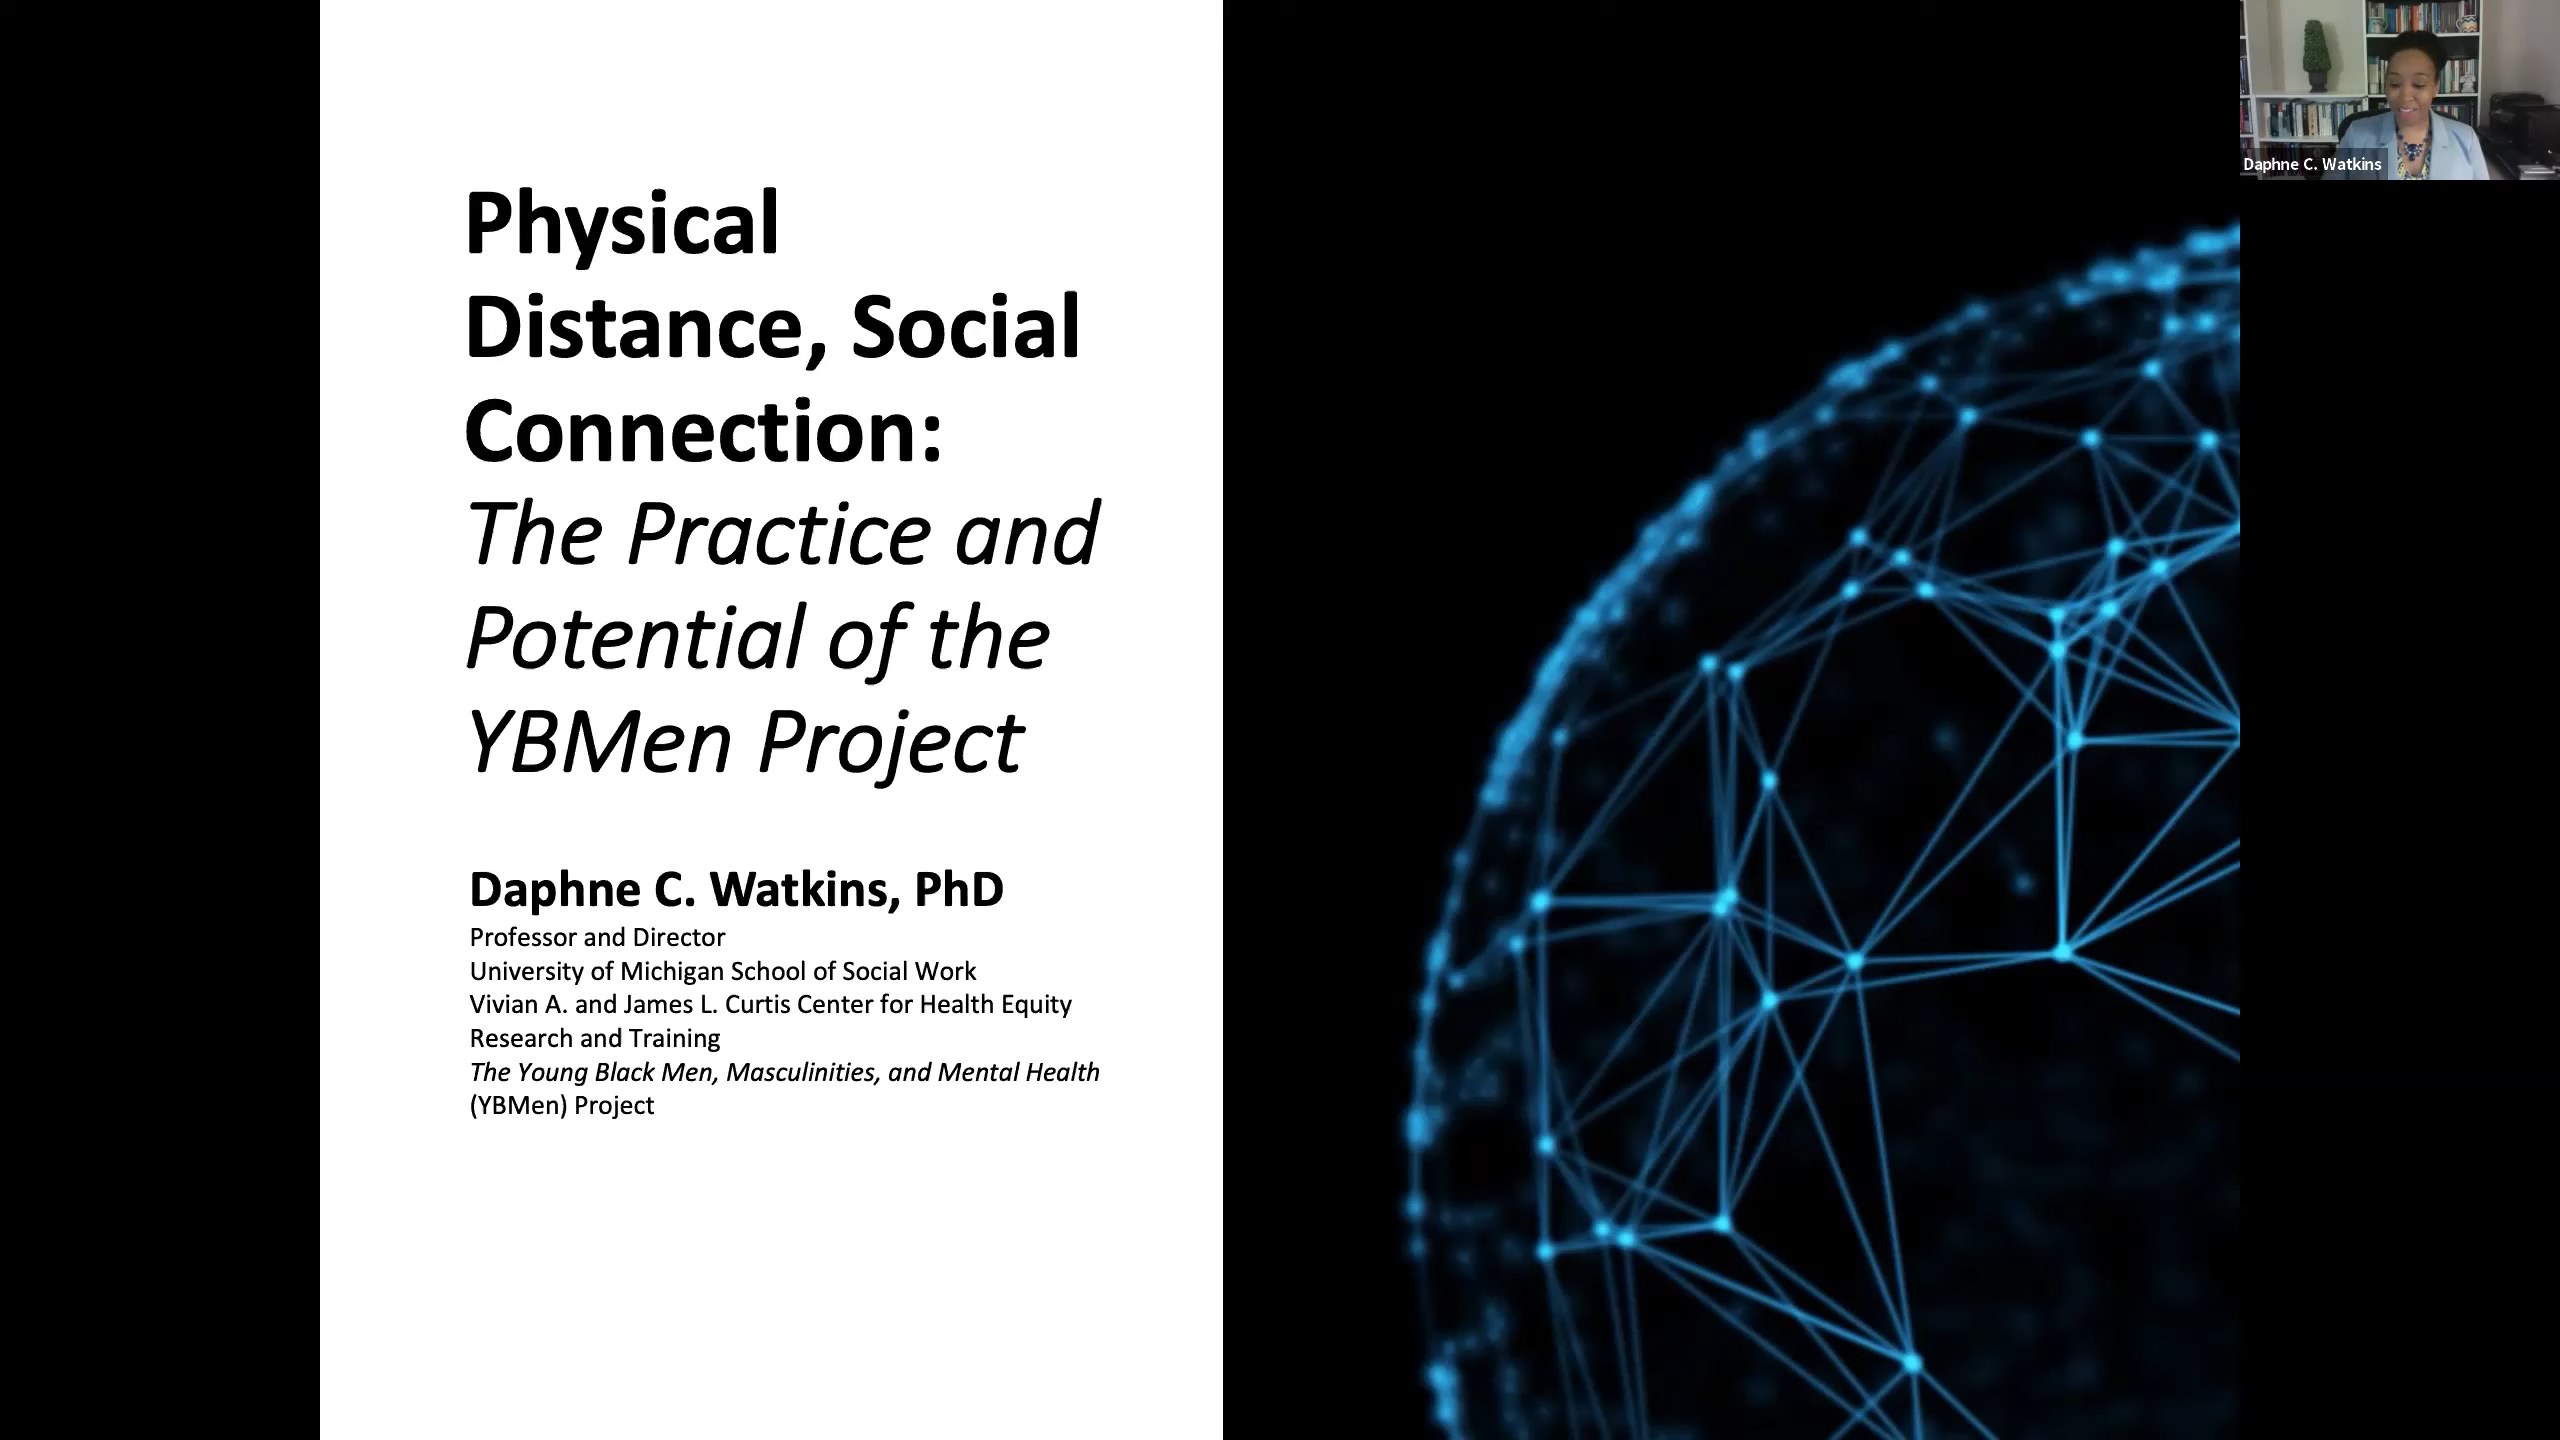 Physical
Distance, Social
Connection:
The Practice and
Potential of the
YBMen Project
Daphne C. Watkins, PhD
Professor and Director
University of Michigan School of Social Work
Vivian A. and James L. Curtis Center for Health Equity
Research and Training
The Young Black Men, Masculinities, and Mental Health
(YBMen) Project
Daphne C. Watkins